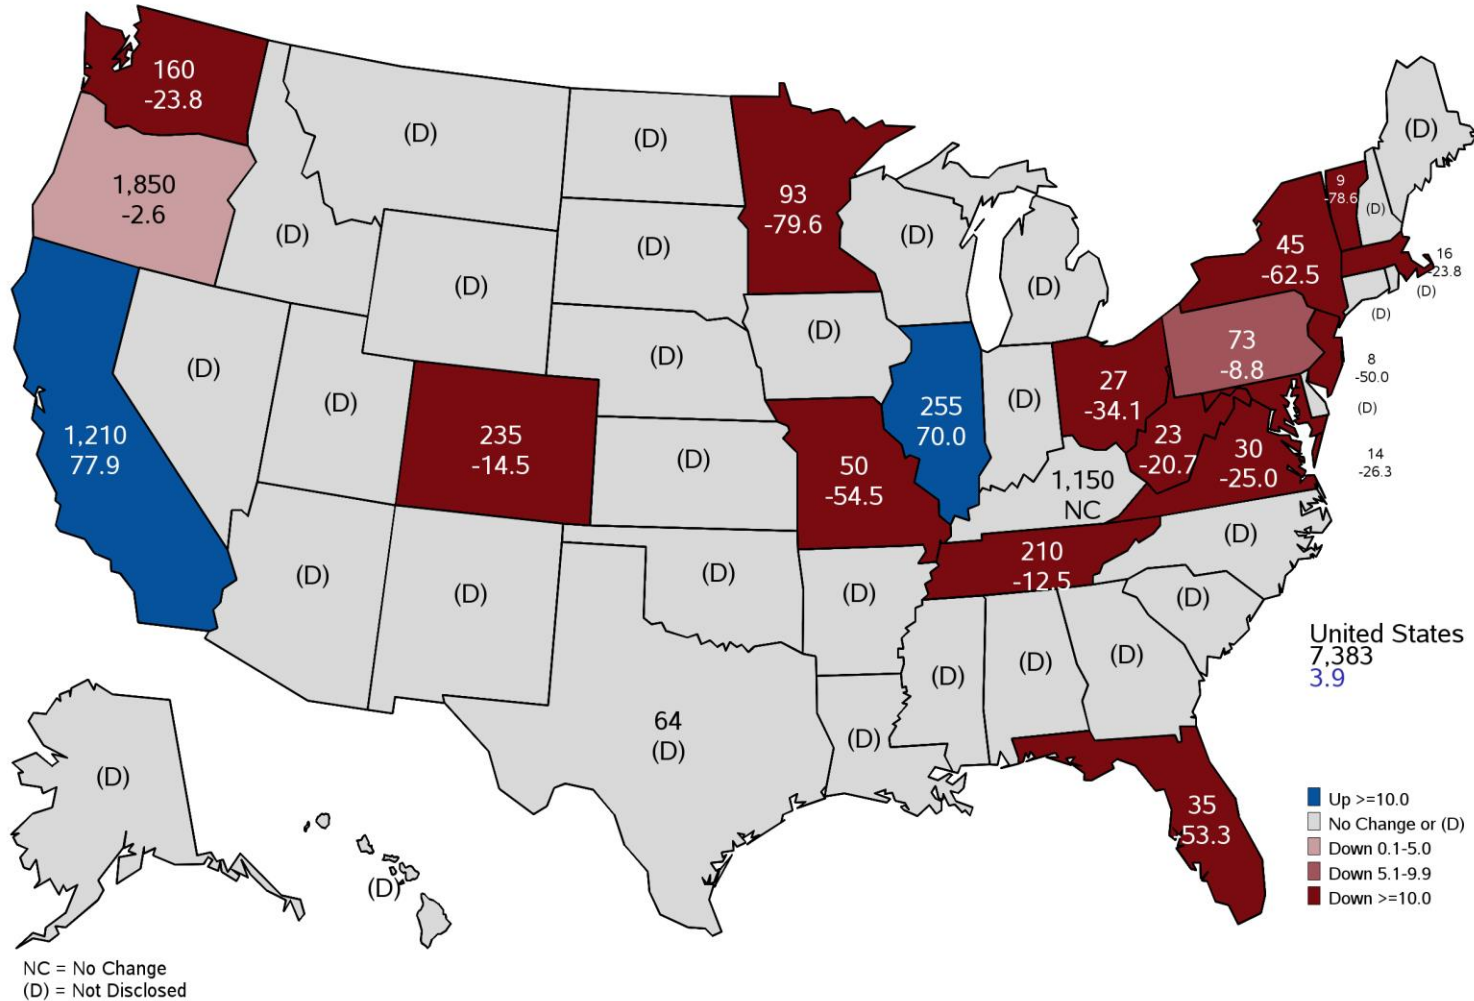 160
-23.8
(D)
(D)
93
-79.6
(D)
9
-78.6
(D)
1,850
-2.6
(D)
(D)
(D)
45
-62.5
16
-23.8
(D)
(D)
(D)
(D)
(D)
73
-8.8
(D)
(D)
8
-50.0
(D)
27
-34.1
(D)
255
70.0
(D)
1,210
77.9
235
-14.5
(D)
50
-54.5
23
-20.7
30
-25.0
14
-26.3
1,150
NC
(D)
(D)
(D)
(D)
210
-12.5
(D)
(D)
(D)
(D)
(D)
United States
7,383
3.9
64
(D)
(D)
(D)
(D)
35
-53.3
Up >=10.0
No Change or (D)
Down 0.1-5.0
Down 5.1-9.9
Down >=10.0
NC = No Change
(D) = Not Disclosed